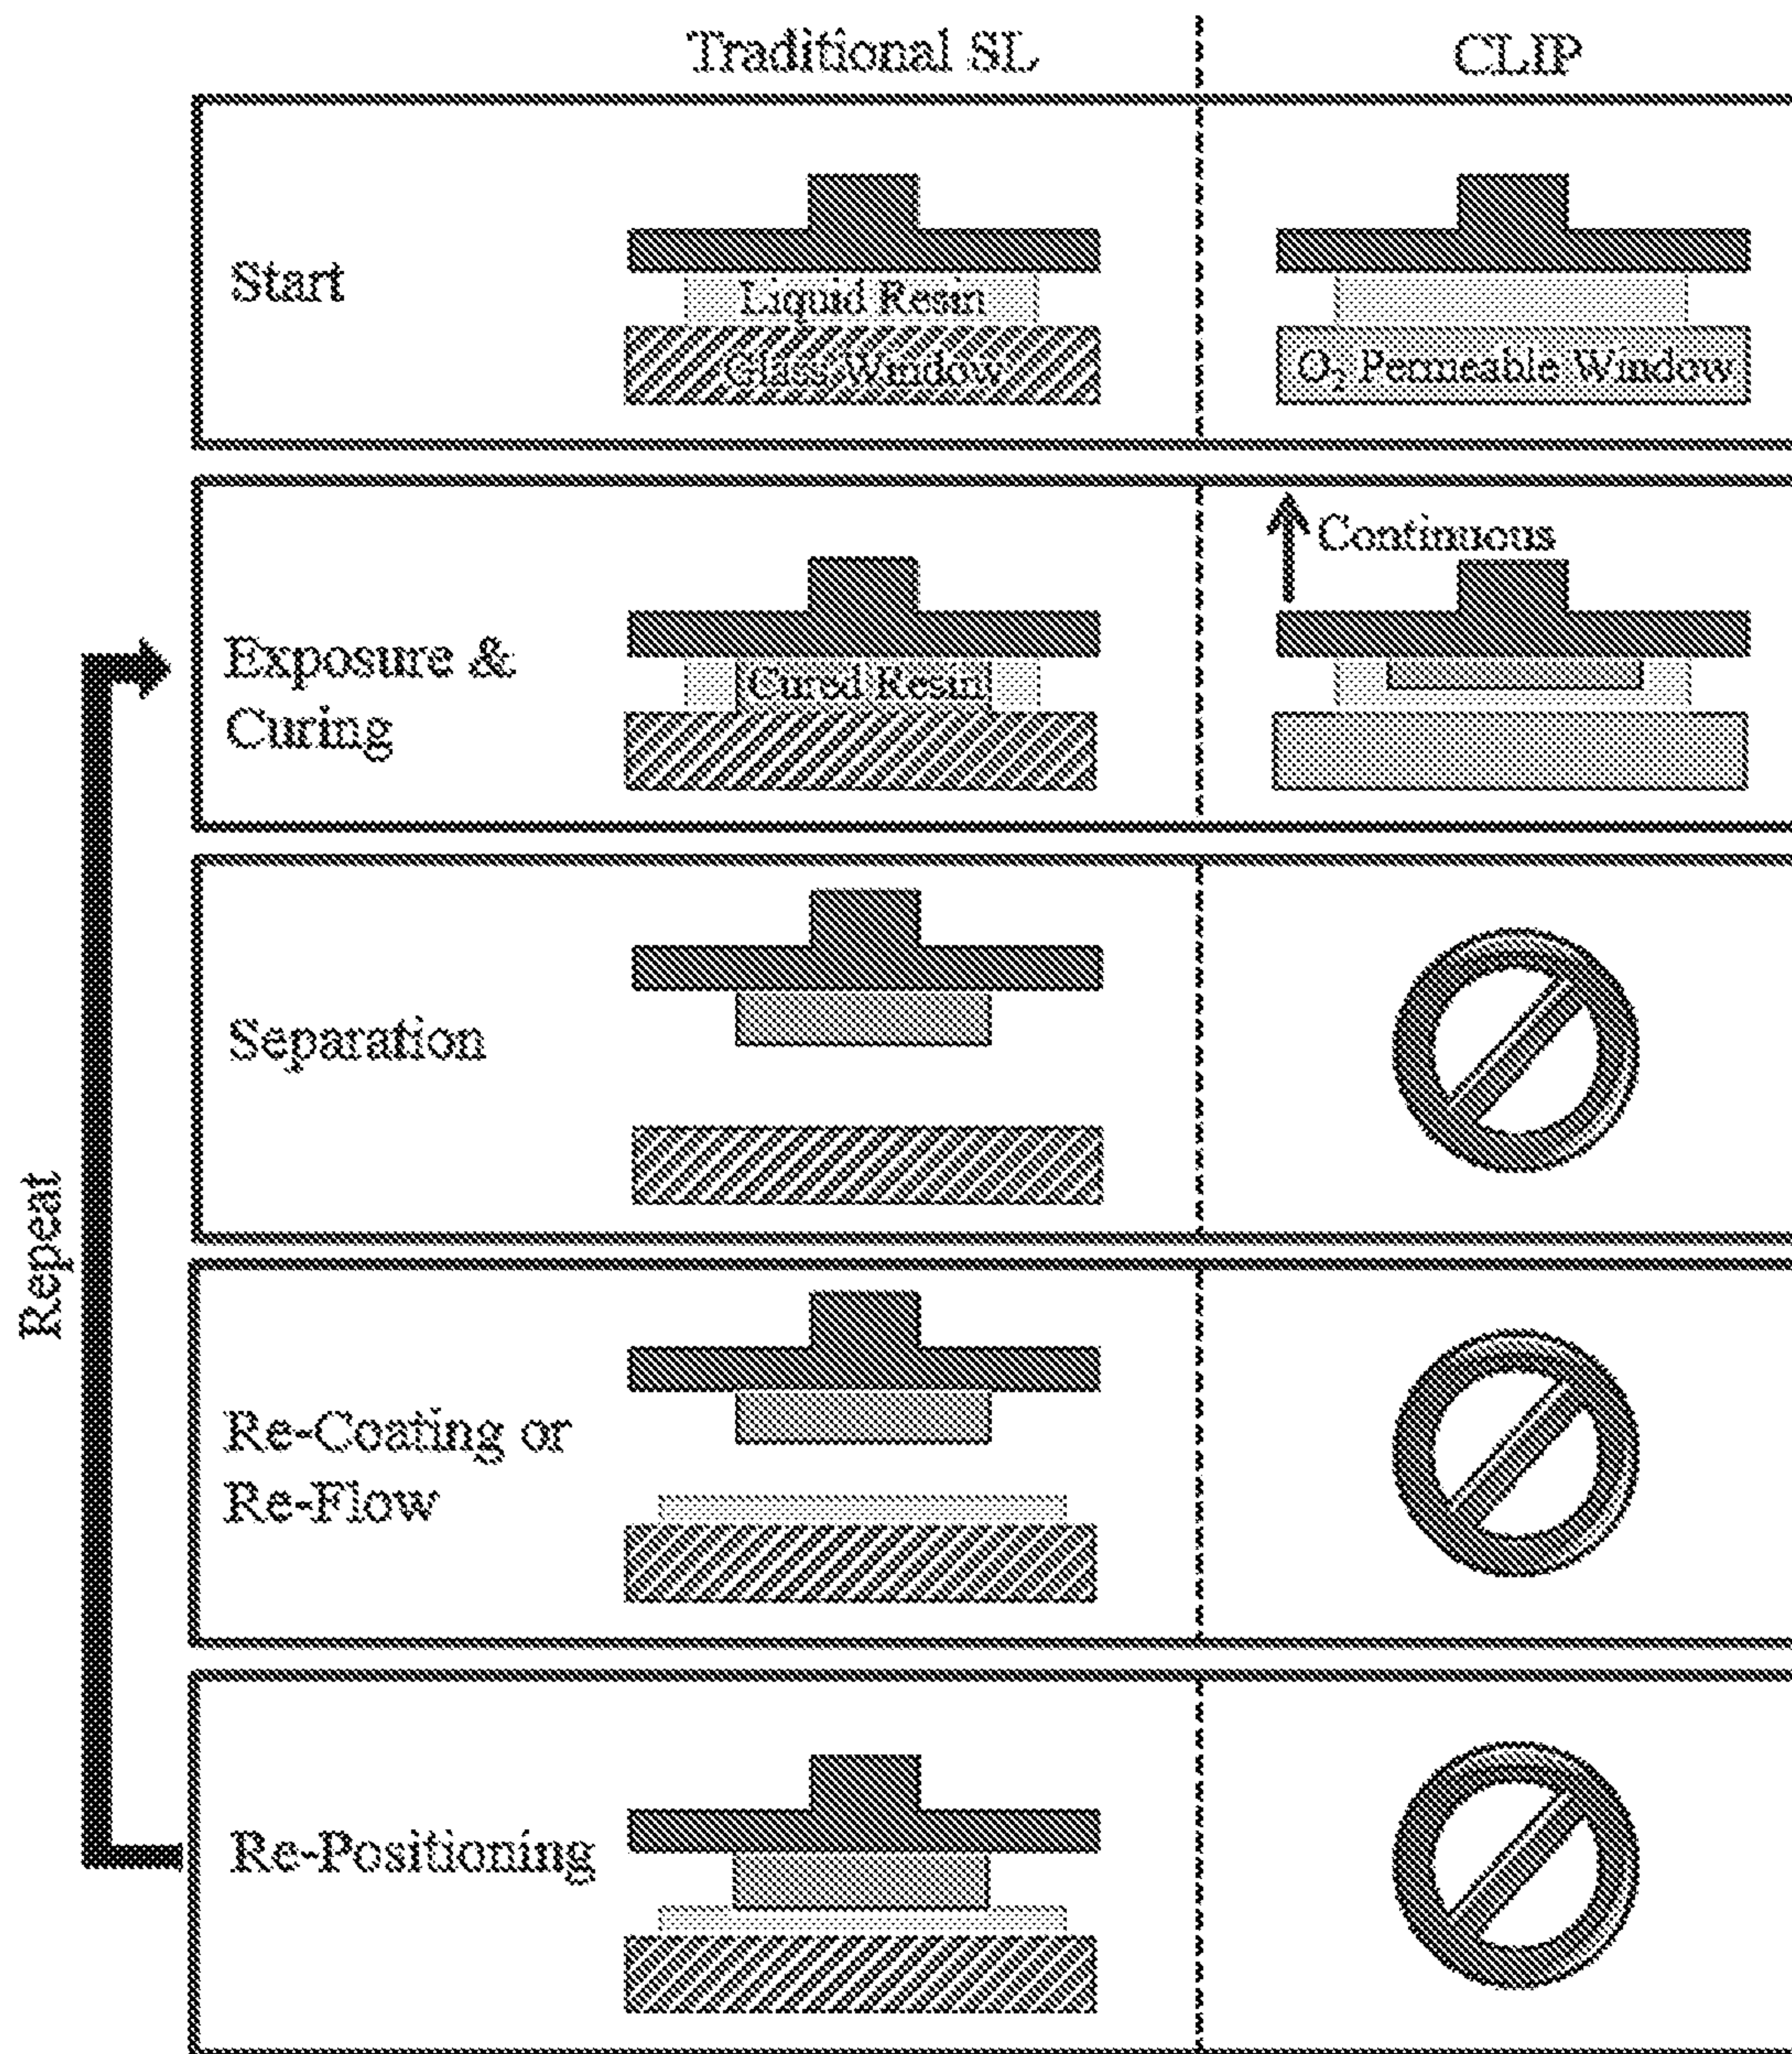 Traditional SL
CLIP
Start
Liquid Resin
Glass Window
O₂ Permeable Window
Continuous
Exposure &
Curing
Cured Resin
Separation
Repeat
Re-Coating or
Re-Flow
Re-Positioning